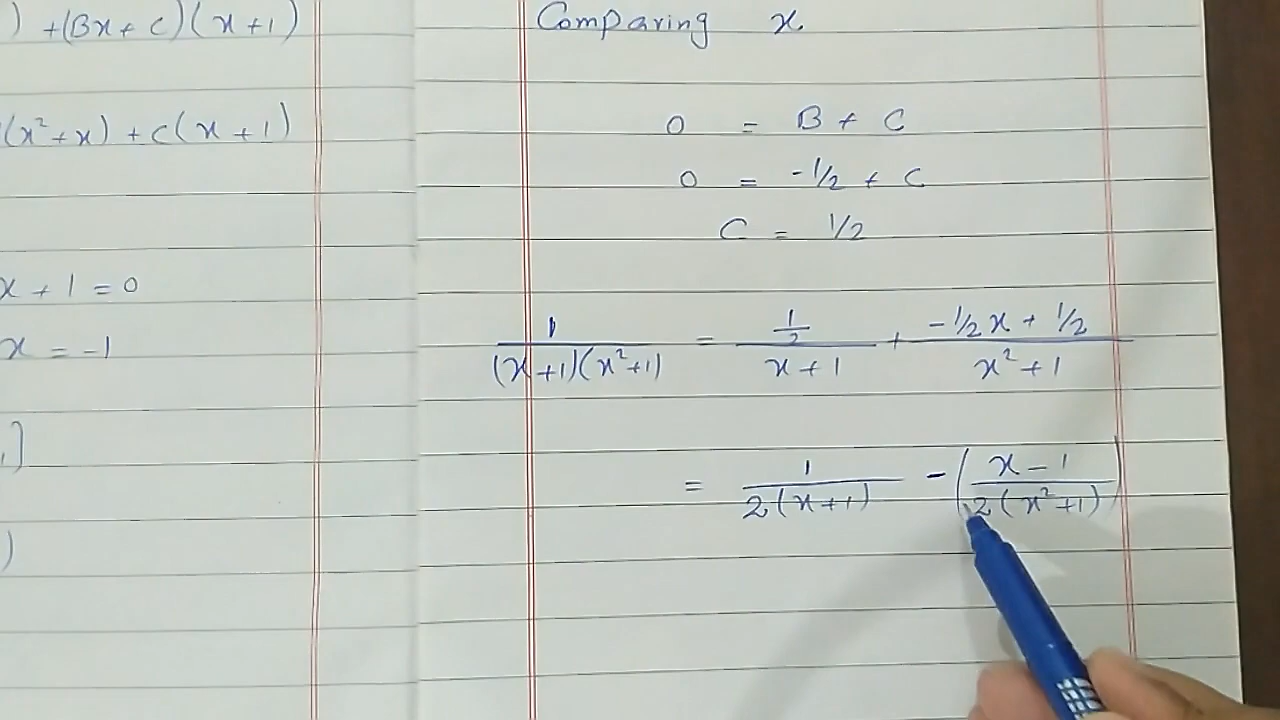 ) + (Bx + C)(x + 1)
(x² + x) + C(x + 1)
x + 1 = 0
x = -1
]
)
Comparing x
0 = B + C
0 = -1/2 + C
C = 1/2
1/((x+1)(x²+1)) = (1/2)/(x+1) + (-1/2 x + 1/2)/(x²+1)
= 1/(2(x+1)) - ((x-1)/(2(x²+1)))